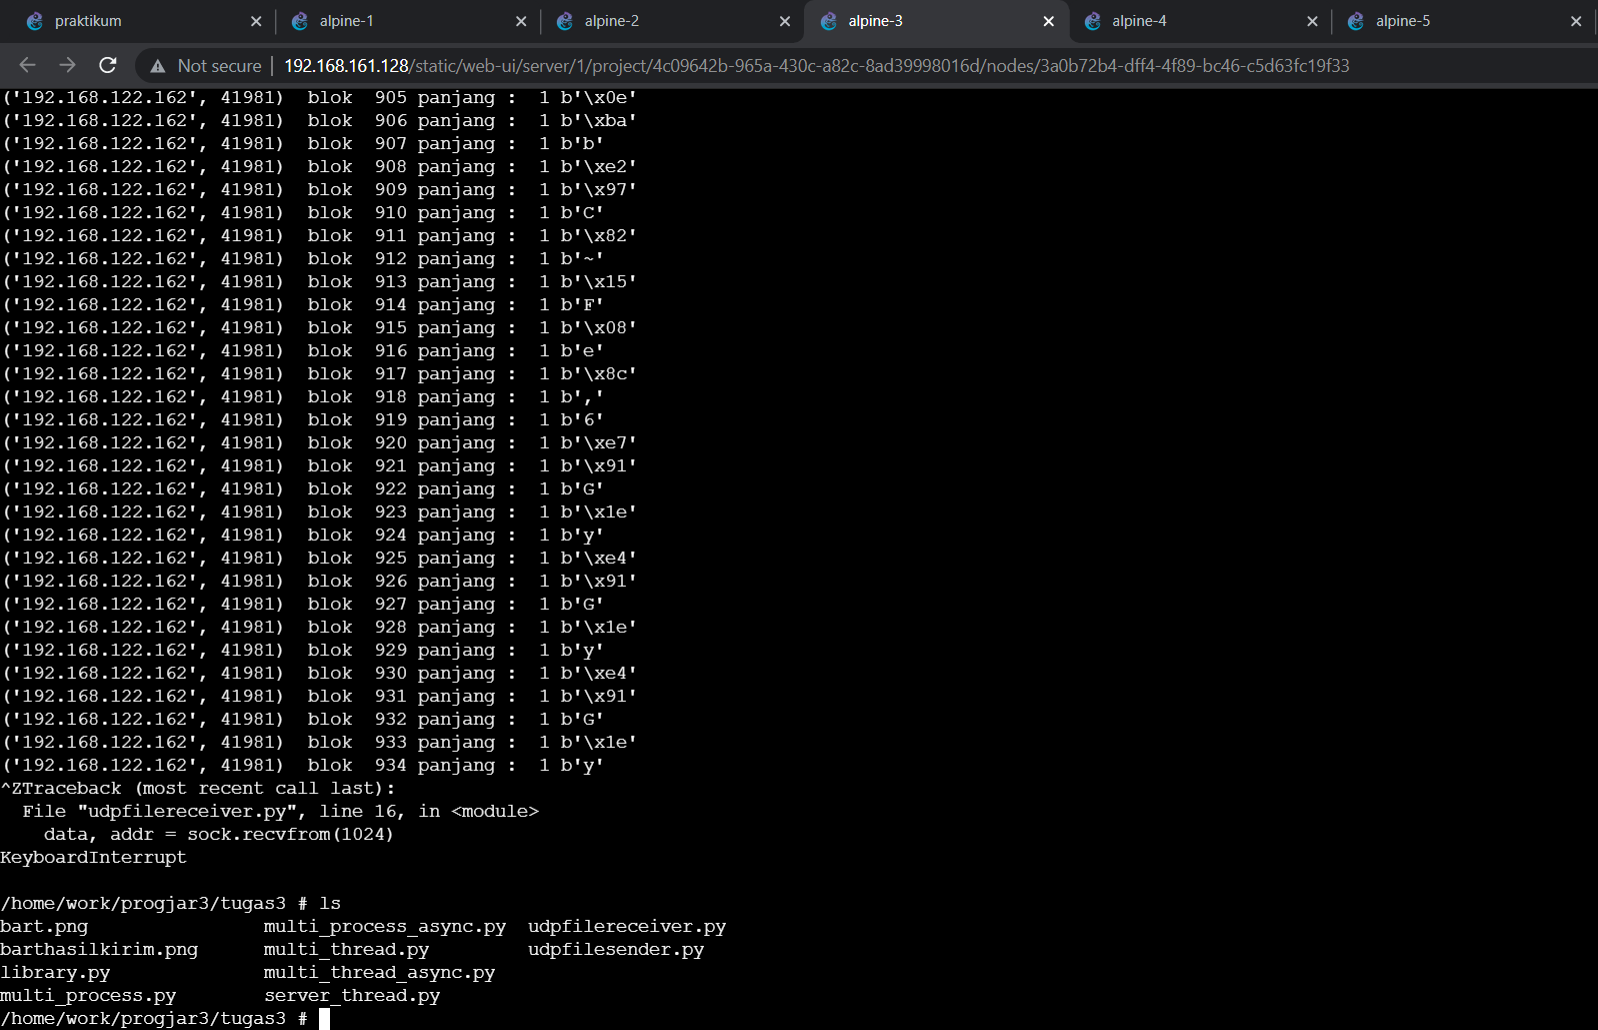 praktikum
alpine-1
alpine-2
alpine-3
alpine-4
alpine-5
Not secure | 192.168.161.128/static/web-ui/server/1/project/4c09642b-965a-430c-a82c-8ad39998016d/nodes/3a0b72b4-dff4-4f89-bc46-c5d63fc19f33
('192.168.122.162', 41981)  blok  905 panjang :  1 b'\x0e'
('192.168.122.162', 41981)  blok  906 panjang :  1 b'\xba'
('192.168.122.162', 41981)  blok  907 panjang :  1 b'b'
('192.168.122.162', 41981)  blok  908 panjang :  1 b'\xe2'
('192.168.122.162', 41981)  blok  909 panjang :  1 b'\x97'
('192.168.122.162', 41981)  blok  910 panjang :  1 b'C'
('192.168.122.162', 41981)  blok  911 panjang :  1 b'\x82'
('192.168.122.162', 41981)  blok  912 panjang :  1 b'~'
('192.168.122.162', 41981)  blok  913 panjang :  1 b'\x15'
('192.168.122.162', 41981)  blok  914 panjang :  1 b'F'
('192.168.122.162', 41981)  blok  915 panjang :  1 b'\x08'
('192.168.122.162', 41981)  blok  916 panjang :  1 b'e'
('192.168.122.162', 41981)  blok  917 panjang :  1 b'\x8c'
('192.168.122.162', 41981)  blok  918 panjang :  1 b','
('192.168.122.162', 41981)  blok  919 panjang :  1 b'6'
('192.168.122.162', 41981)  blok  920 panjang :  1 b'\xe7'
('192.168.122.162', 41981)  blok  921 panjang :  1 b'\x91'
('192.168.122.162', 41981)  blok  922 panjang :  1 b'G'
('192.168.122.162', 41981)  blok  923 panjang :  1 b'\x1e'
('192.168.122.162', 41981)  blok  924 panjang :  1 b'y'
('192.168.122.162', 41981)  blok  925 panjang :  1 b'\xe4'
('192.168.122.162', 41981)  blok  926 panjang :  1 b'\x91'
('192.168.122.162', 41981)  blok  927 panjang :  1 b'G'
('192.168.122.162', 41981)  blok  928 panjang :  1 b'\x1e'
('192.168.122.162', 41981)  blok  929 panjang :  1 b'y'
('192.168.122.162', 41981)  blok  930 panjang :  1 b'\xe4'
('192.168.122.162', 41981)  blok  931 panjang :  1 b'\x91'
('192.168.122.162', 41981)  blok  932 panjang :  1 b'G'
('192.168.122.162', 41981)  blok  933 panjang :  1 b'\x1e'
('192.168.122.162', 41981)  blok  934 panjang :  1 b'y'
^ZTraceback (most recent call last):
  File "udpfilereceiver.py", line 16, in <module>
    data, addr = sock.recvfrom(1024)
KeyboardInterrupt
/home/work/progjar3/tugas3 # ls
bart.png                multi_process_async.py  udpfilereceiver.py
barthasilkirim.png      multi_thread.py         udpfilesender.py
library.py              multi_thread_async.py
multi_process.py        server_thread.py
/home/work/progjar3/tugas3 #